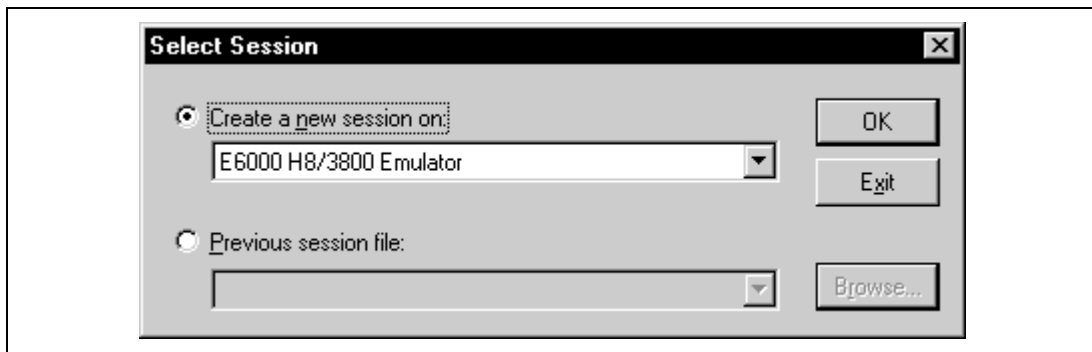 Select Session
Create a new session on:
OK
E6000 H8/3800 Emulator
Exit
Previous session file:
Browse...